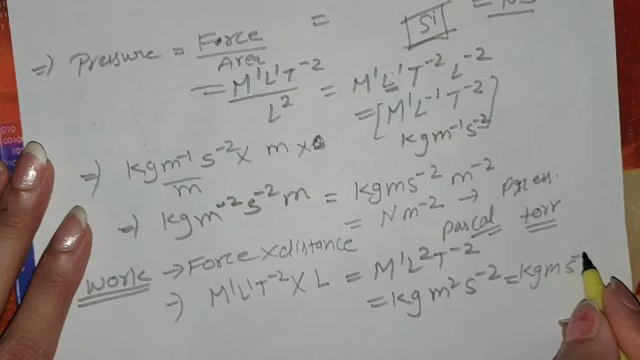 = Si =
⇒ Pressure = Force / Area
= M¹L¹T⁻² / L² = M¹L¹T⁻² L⁻²
= [M¹L⁻¹T⁻²]
kgm⁻¹s⁻²
⇒ kgm⁻¹s⁻² / m × m ×
⇒ kgm⁻²s⁻²m = kgms⁻² m⁻²
= Nm⁻² → Pres.
Pascal torr
Work → Force × distance
⇒ M¹L¹T⁻² × L = M¹L²T⁻²
= kg m² s⁻² = kgms⁻